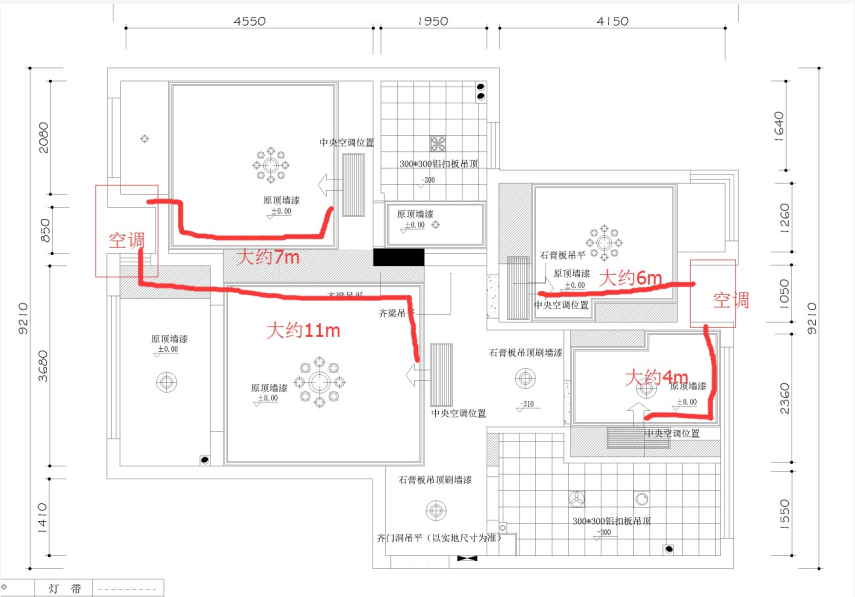 4550
1950
4150
2080
850
3680
1410
9210
1640
1260
1050
2360
1550
9210
中央空调位置
300*300铝扣板吊顶
-300
原顶墙漆
±0.00
原顶墙漆
±0.00
空调
大约7m
石膏板吊平
原顶墙漆
±0.00
大约6m
中央空调位置
空调
齐梁吊平
齐梁吊平
大约11m
原顶墙漆
±0.00
原顶墙漆
±0.00
中央空调位置
石膏板吊顶刷墙漆
-310
大约4m
原顶墙漆
±0.00
中央空调位置
石膏板吊顶刷墙漆
齐门洞吊平（以实地尺寸为准）
300*300铝扣板吊顶
-300
灯 带